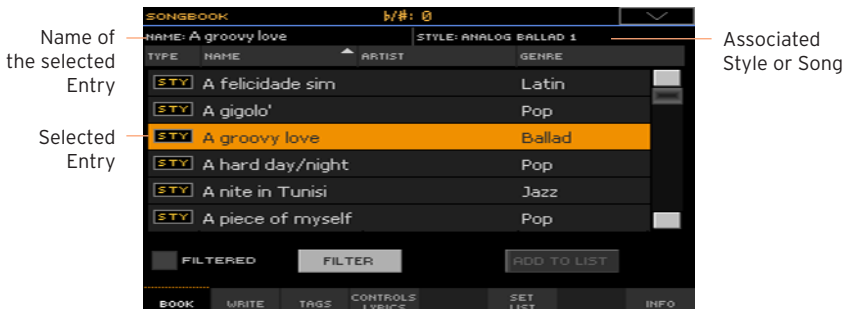 SONGBOOK b/#: 0
Name of the selected Entry
NAME: A groovy love STYLE: ANALOG BALLAD 1
Associated Style or Song
TYPE NAME ARTIST GENRE
STY A felicidade sim Latin
STY A gigolo' Pop
Selected Entry
STY A groovy love Ballad
STY A hard day/night Pop
STY A nite in Tunisi Jazz
STY A piece of myself Pop
FILTERED FILTER ADD TO LIST
BOOK WRITE TAGS CONTROLS LYRICS SET LIST INFO